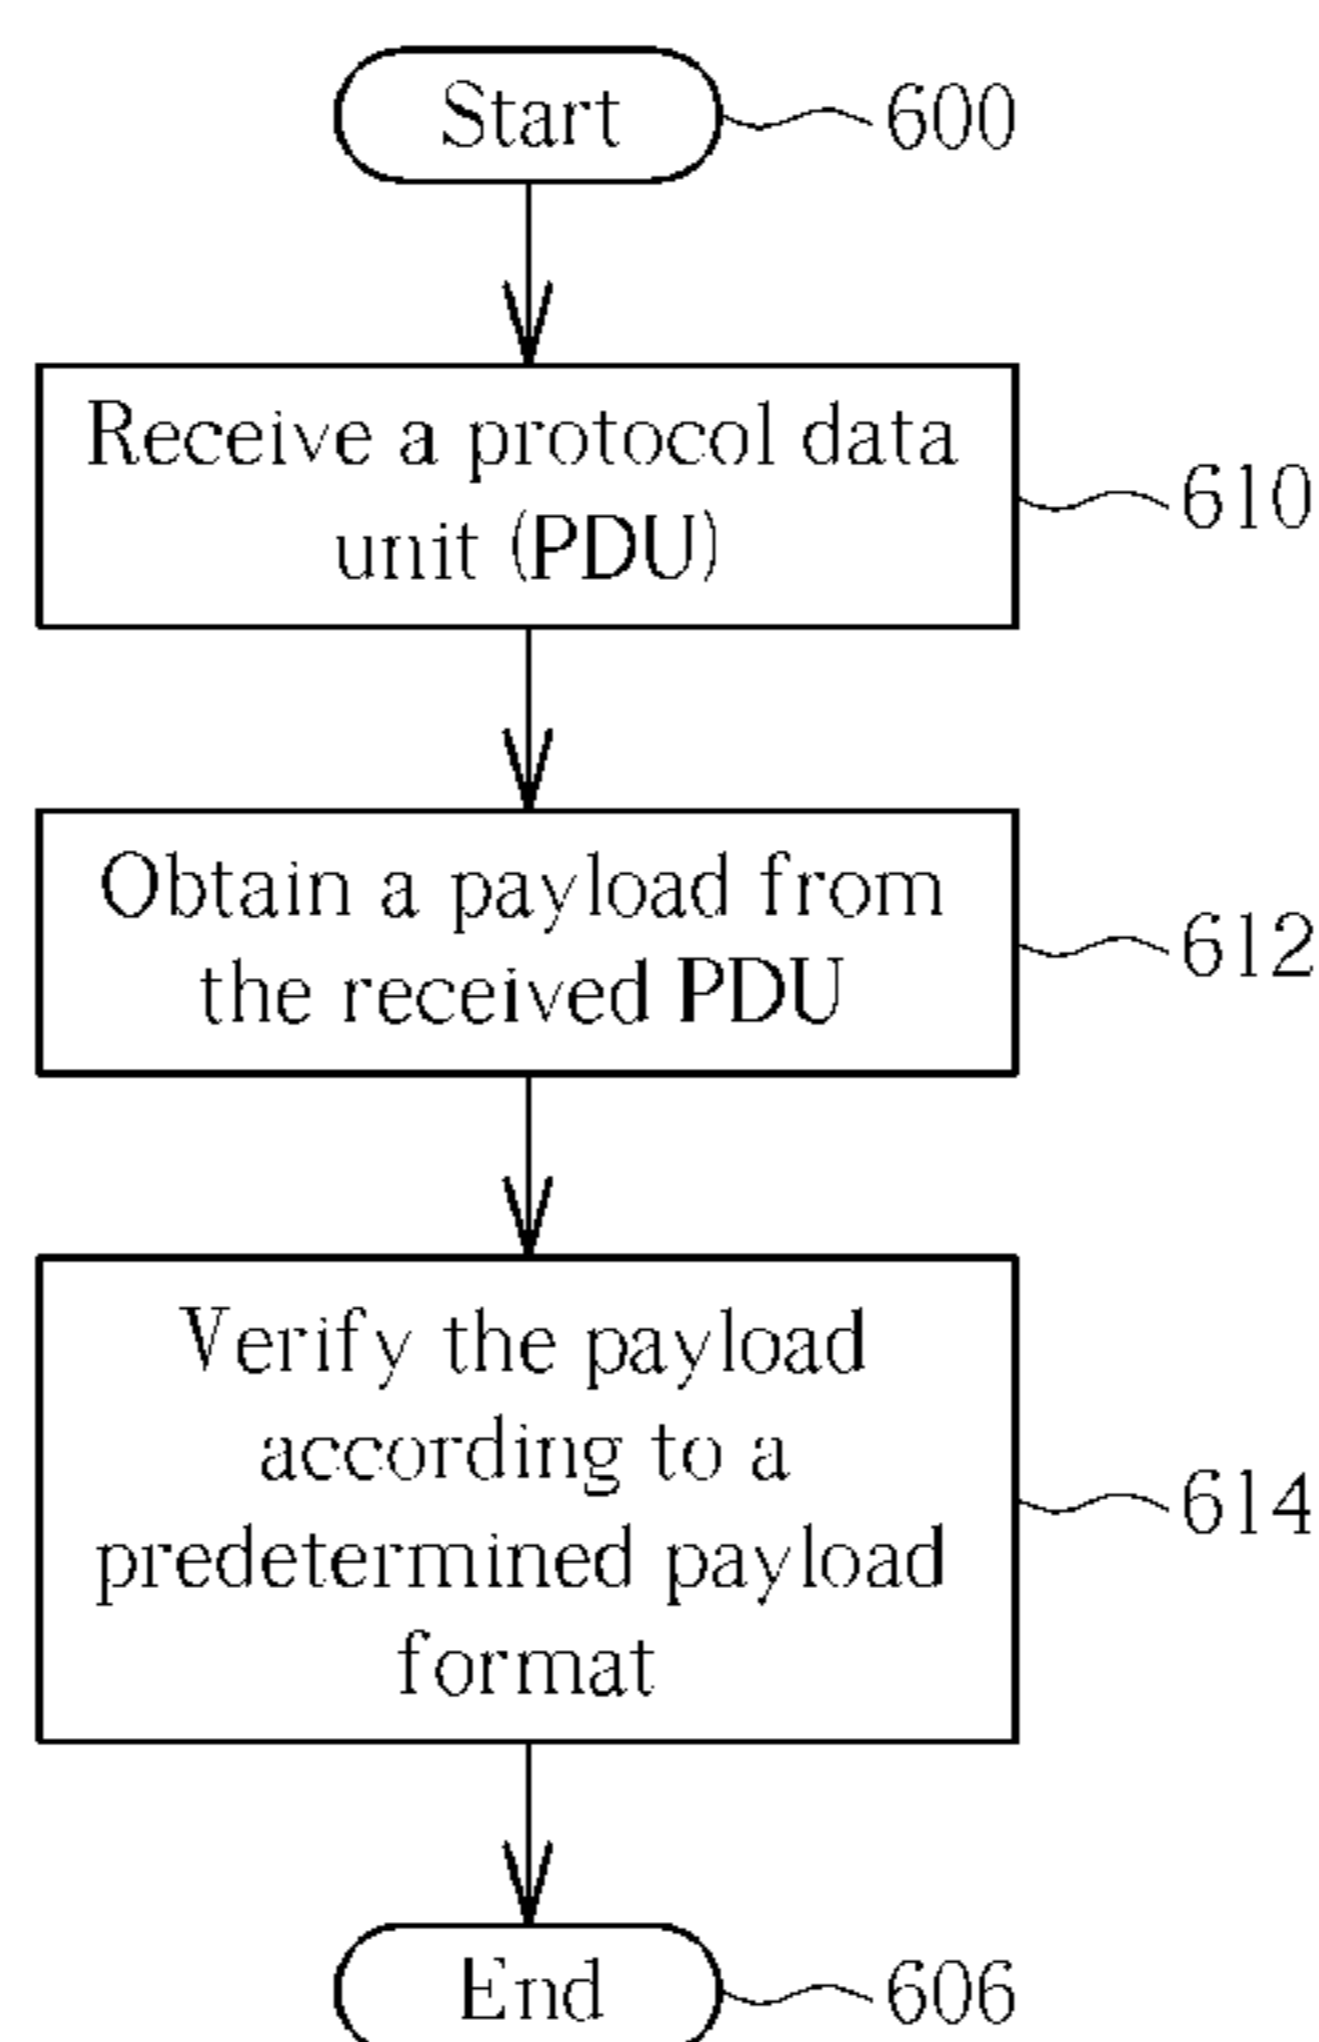 Start
600
Receive a protocol data
unit (PDU)
610
Obtain a payload from
the received PDU
612
Verify the payload
according to a
predetermined payload
format
614
End
606